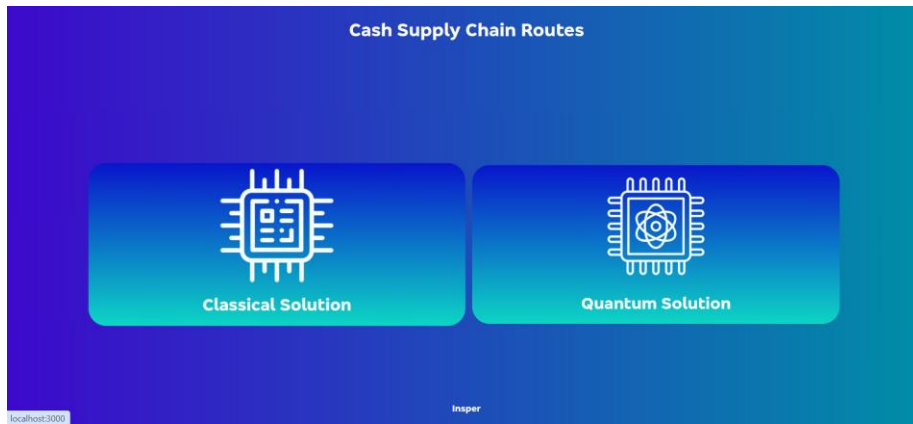 Cash Supply Chain Routes
Classical Solution
Quantum Solution
Insper
localhost:3000